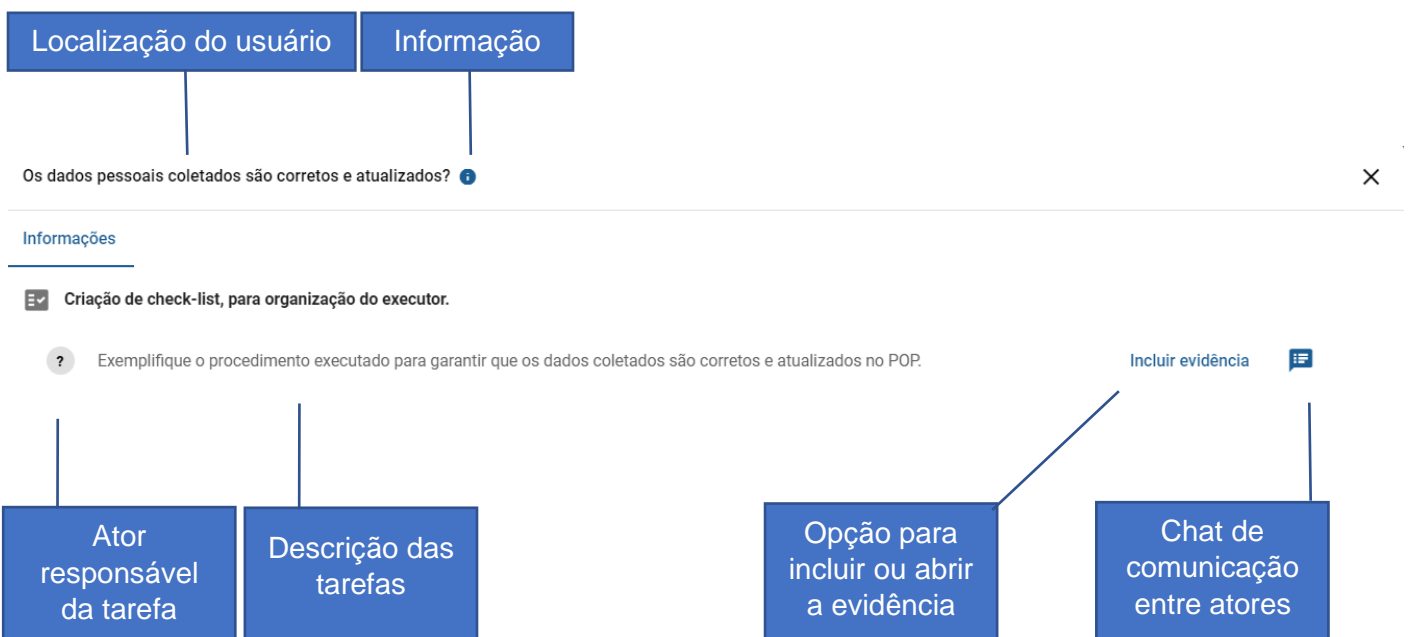 Localização do usuário
Informação
Os dados pessoais coletados são corretos e atualizados?
Informações
Criação de check-list, para organização do executor.
? Exemplifique o procedimento executado para garantir que os dados coletados são corretos e atualizados no POP. Incluir evidência
Ator
responsável
da tarefa
Descrição das
tarefas
Opção para
incluir ou abrir
a evidência
Chat de
comunicação
entre atores